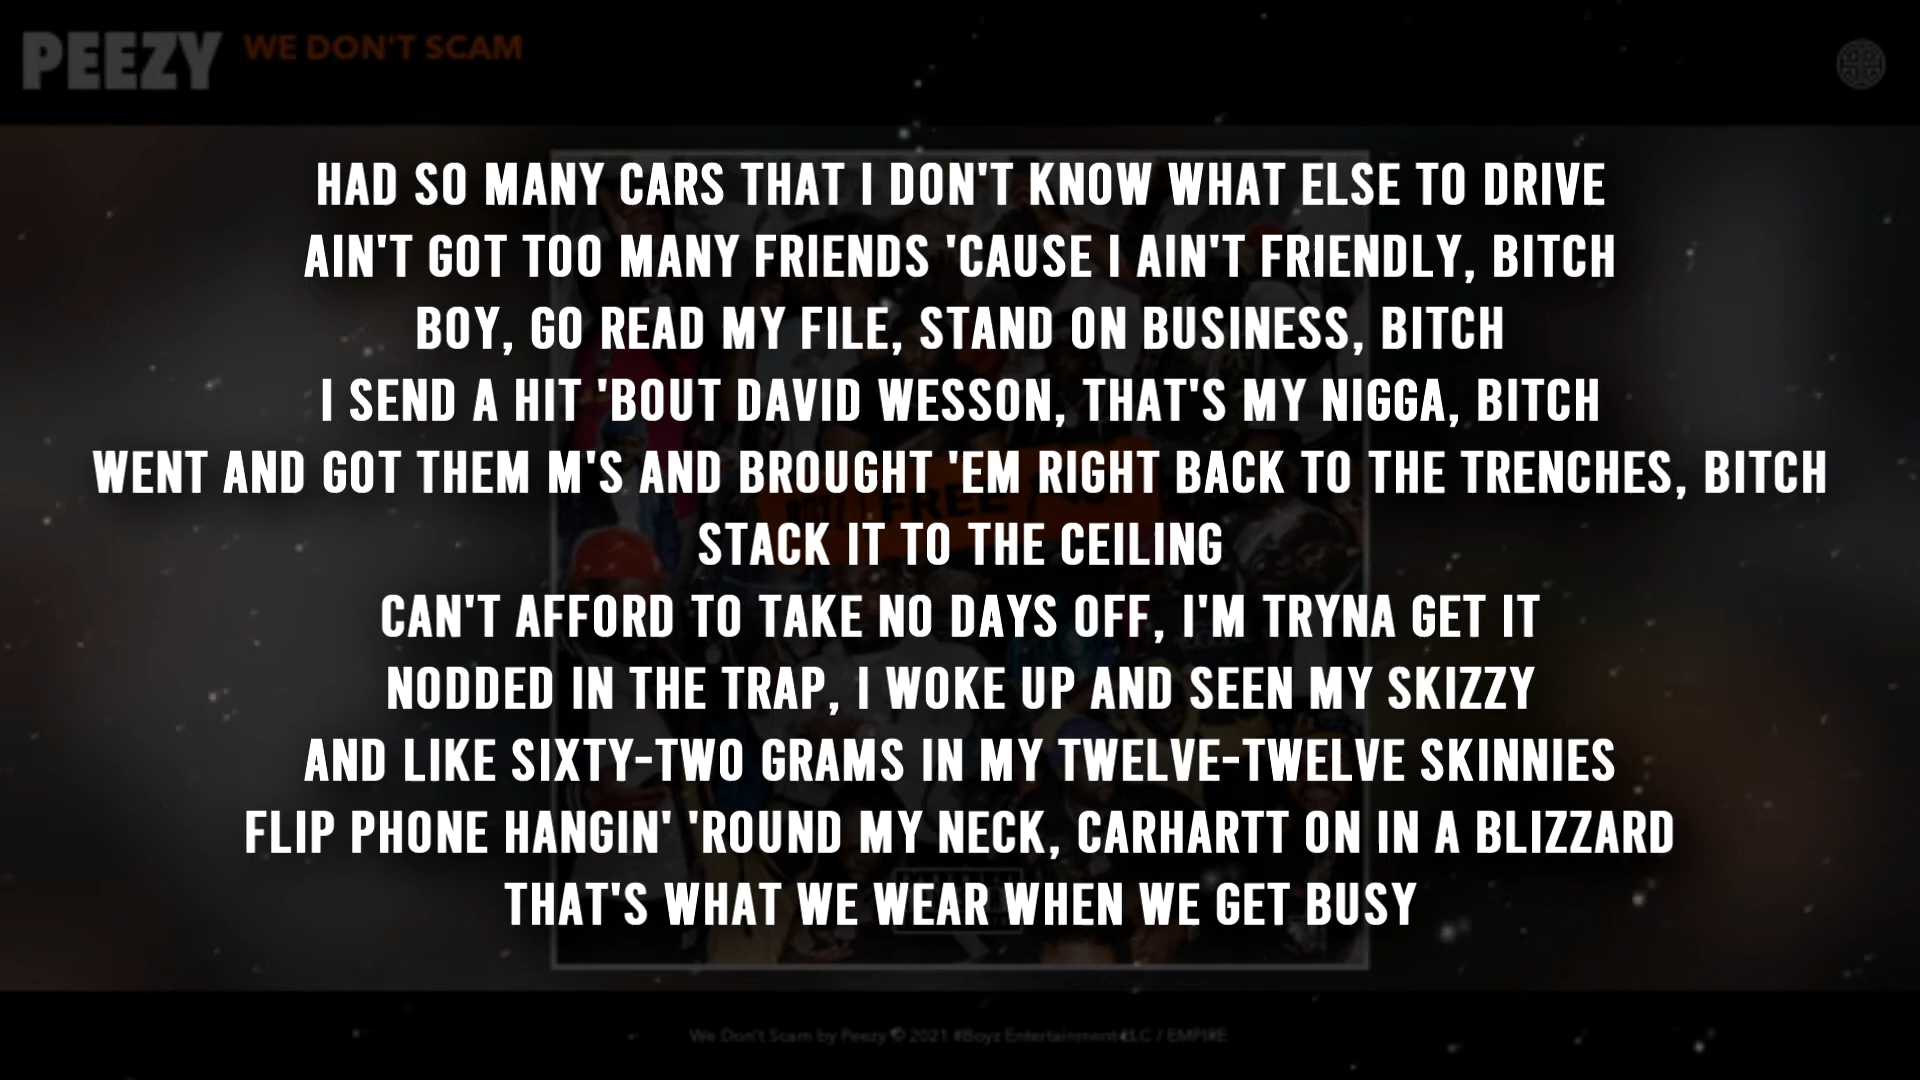 PEEZY WE DON'T SCAM
HAD SO MANY CARS THAT I DON'T KNOW WHAT ELSE TO DRIVE
AIN'T GOT TOO MANY FRIENDS 'CAUSE I AIN'T FRIENDLY, BITCH
BOY, GO READ MY FILE, STAND ON BUSINESS, BITCH
I SEND A HIT 'BOUT DAVID WESSON, THAT'S MY NIGGA, BITCH
WENT AND GOT THEM M'S AND BROUGHT 'EM RIGHT BACK TO THE TRENCHES, BITCH
STACK IT TO THE CEILING
CAN'T AFFORD TO TAKE NO DAYS OFF, I'M TRYNA GET IT
NODDED IN THE TRAP, I WOKE UP AND SEEN MY SKIZZY
AND LIKE SIXTY-TWO GRAMS IN MY TWELVE-TWELVE SKINNIES
FLIP PHONE HANGIN' 'ROUND MY NECK, CARHARTT ON IN A BLIZZARD
THAT'S WHAT WE WEAR WHEN WE GET BUSY
We Don't Scam by Peezy © 2021 #Boyz Entertainment LLC / EMPIRE